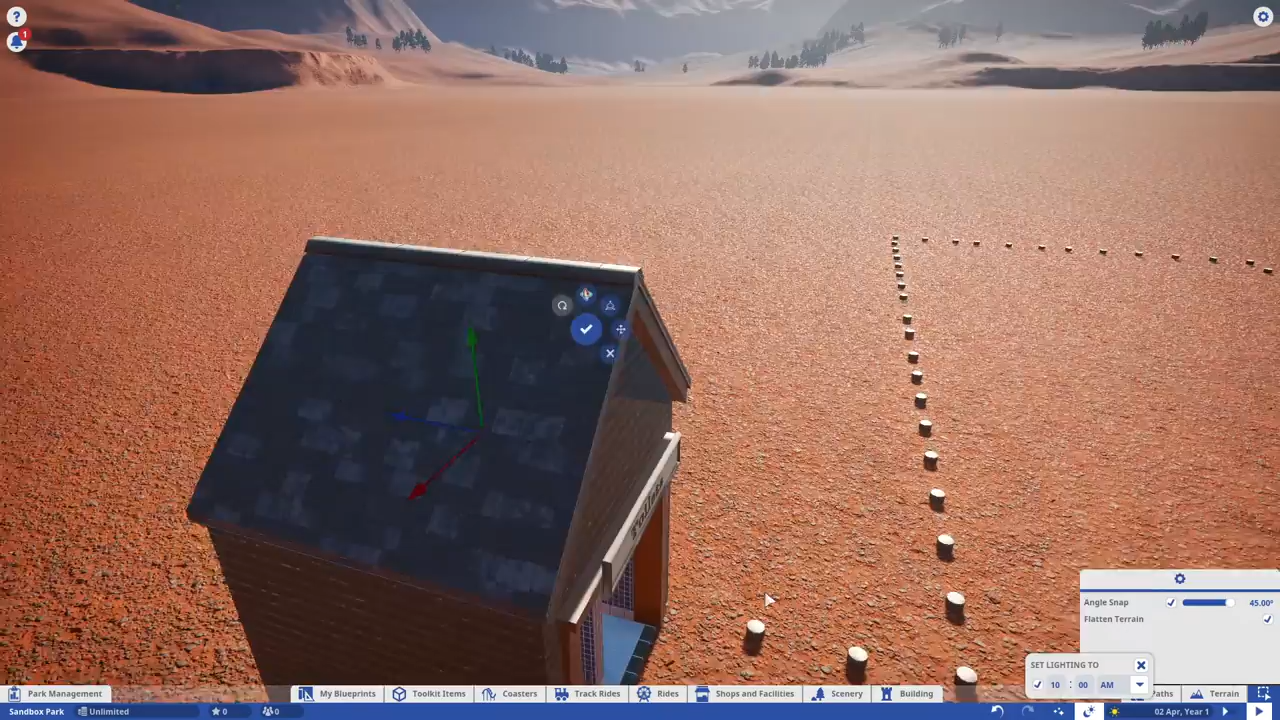 ?
1
Toilets
Angle Snap 45.00°
Flatten Terrain
SET LIGHTING TO
10 : 00 AM
Park Management My Blueprints Toolkit Items Coasters Track Rides Rides Shops and Facilities Scenery Building Paths Terrain
Sandbox Park Unlimited 0 0 02 Apr, Year 1